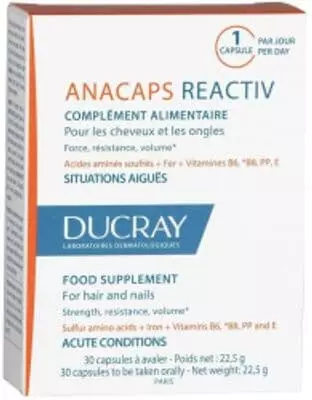 1
CAPSULE
PAR JOUR
PER DAY
ANACAPS REACTIV
COMPLÉMENT ALIMENTAIRE
Pour les cheveux et les ongles
Force, résistance, volume*
Acides aminés soufrés + Fer + Vitamines B6, *B8, PP, E
SITUATIONS AIGUËS
DUCRAY
LABORATOIRES DERMATOLOGIQUES
FOOD SUPPLEMENT
For hair and nails
Strength, resistance, volume*
Sulfur amino acids + Iron + Vitamins B6, *B8, PP and E
ACUTE CONDITIONS
30 capsules à avaler - Poids net : 22,5 g
30 capsules to be taken orally - Net weight: 22,5 g
PARIS